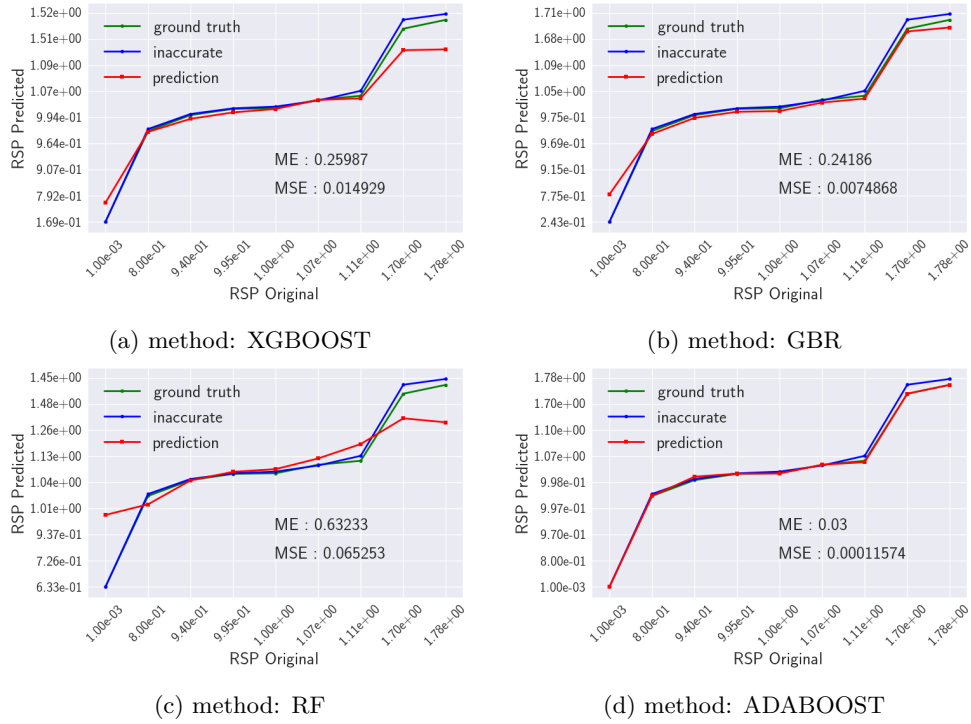 1.52e+00
1.51e+00
1.09e+00
1.07e+00
9.94e-01
9.64e-01
9.07e-01
7.92e-01
1.69e-01
RSP Predicted
ground truth
inaccurate
prediction
ME : 0.25987
MSE : 0.014929
1.00e-03
8.00e-01
9.40e-01
9.95e-01
1.00e+00
1.07e+00
1.11e+00
1.70e+00
1.78e+00
RSP Original
(a) method: XGBOOST
1.71e+00
1.68e+00
1.09e+00
1.05e+00
9.75e-01
9.69e-01
9.15e-01
7.75e-01
2.43e-01
RSP Predicted
ground truth
inaccurate
prediction
ME : 0.24186
MSE : 0.0074868
1.00e-03
8.00e-01
9.40e-01
9.95e-01
1.00e+00
1.07e+00
1.11e+00
1.70e+00
1.78e+00
RSP Original
(b) method: GBR
1.45e+00
1.48e+00
1.26e+00
1.13e+00
1.04e+00
1.01e+00
9.37e-01
7.26e-01
6.33e-01
RSP Predicted
ground truth
inaccurate
prediction
ME : 0.63233
MSE : 0.065253
1.00e-03
8.00e-01
9.40e-01
9.95e-01
1.00e+00
1.07e+00
1.11e+00
1.70e+00
1.78e+00
RSP Original
(c) method: RF
1.78e+00
1.70e+00
1.10e+00
1.07e+00
9.98e-01
9.97e-01
9.70e-01
8.00e-01
1.00e-03
RSP Predicted
ground truth
inaccurate
prediction
ME : 0.03
MSE : 0.00011574
1.00e-03
8.00e-01
9.40e-01
9.95e-01
1.00e+00
1.07e+00
1.11e+00
1.70e+00
1.78e+00
RSP Original
(d) method: ADABOOST